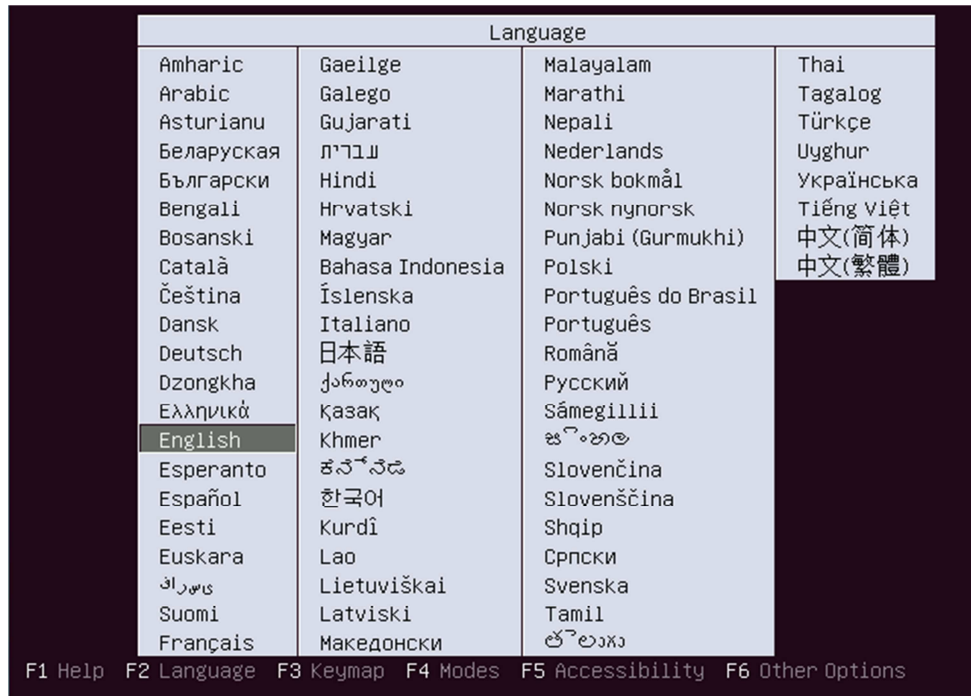 Language
Amharic
Arabic
Asturianu
Беларуская
Български
Bengali
Bosanski
Català
Čeština
Dansk
Deutsch
Dzongkha
Ελληνικά
English
Esperanto
Español
Eesti
Euskara
فارسی
Suomi
Français
Gaeilge
Galego
Gujarati
עברית
Hindi
Hrvatski
Magyar
Bahasa Indonesia
Íslenska
Italiano
日本語
ქართული
Қазақ
Khmer
ಕನ್ನಡ
한국어
Kurdî
Lao
Lietuviškai
Latviski
Македонски
Malayalam
Marathi
Nepali
Nederlands
Norsk bokmål
Norsk nynorsk
Punjabi (Gurmukhi)
Polski
Português do Brasil
Português
Română
Русский
Sámegillii
සිංහල
Slovenčina
Slovenščina
Shqip
Српски
Svenska
Tamil
తెలుగు
Thai
Tagalog
Türkçe
Uyghur
Українська
Tiếng Việt
中文(简体)
中文(繁體)
F1 Help F2 Language F3 Keymap F4 Modes F5 Accessibility F6 Other Options